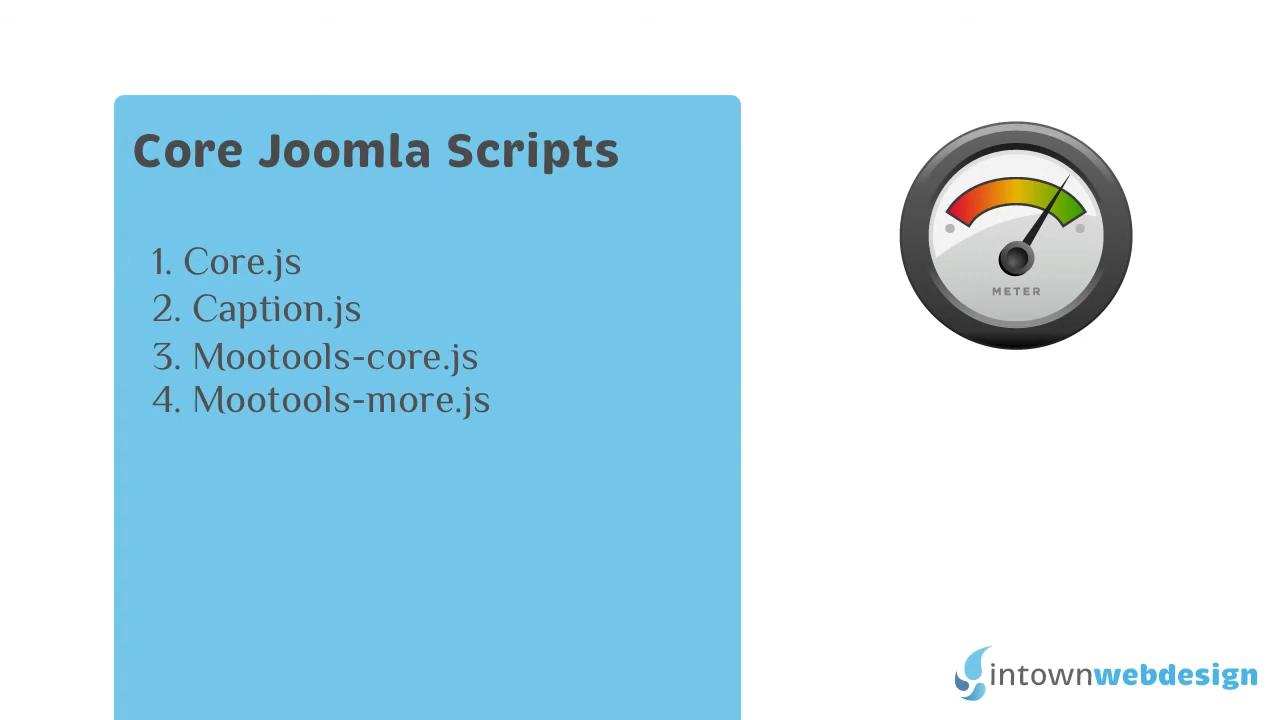 Core Joomla Scripts
1. Core.js
2. Caption.js
3. Mootools-core.js
4. Mootools-more.js
METER
intownwebdesign